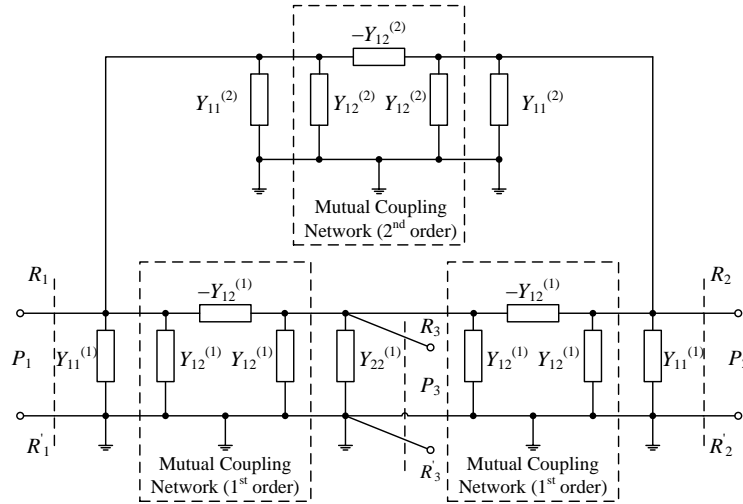 −Y₁₂⁽²⁾
Y₁₁⁽²⁾ Y₁₂⁽²⁾ Y₁₂⁽²⁾ Y₁₁⁽²⁾
Mutual Coupling
Network (2ⁿᵈ order)
R₁ −Y₁₂⁽¹⁾ −Y₁₂⁽¹⁾ R₂
R₃
P₁ Y₁₁⁽¹⁾ Y₁₂⁽¹⁾ Y₁₂⁽¹⁾ Y₂₂⁽¹⁾ P₃ Y₁₂⁽¹⁾ Y₁₂⁽¹⁾ Y₁₁⁽¹⁾
R'₁ R'₃ R'₂
Mutual Coupling Mutual Coupling
Network (1ˢᵗ order) Network (1ˢᵗ order)